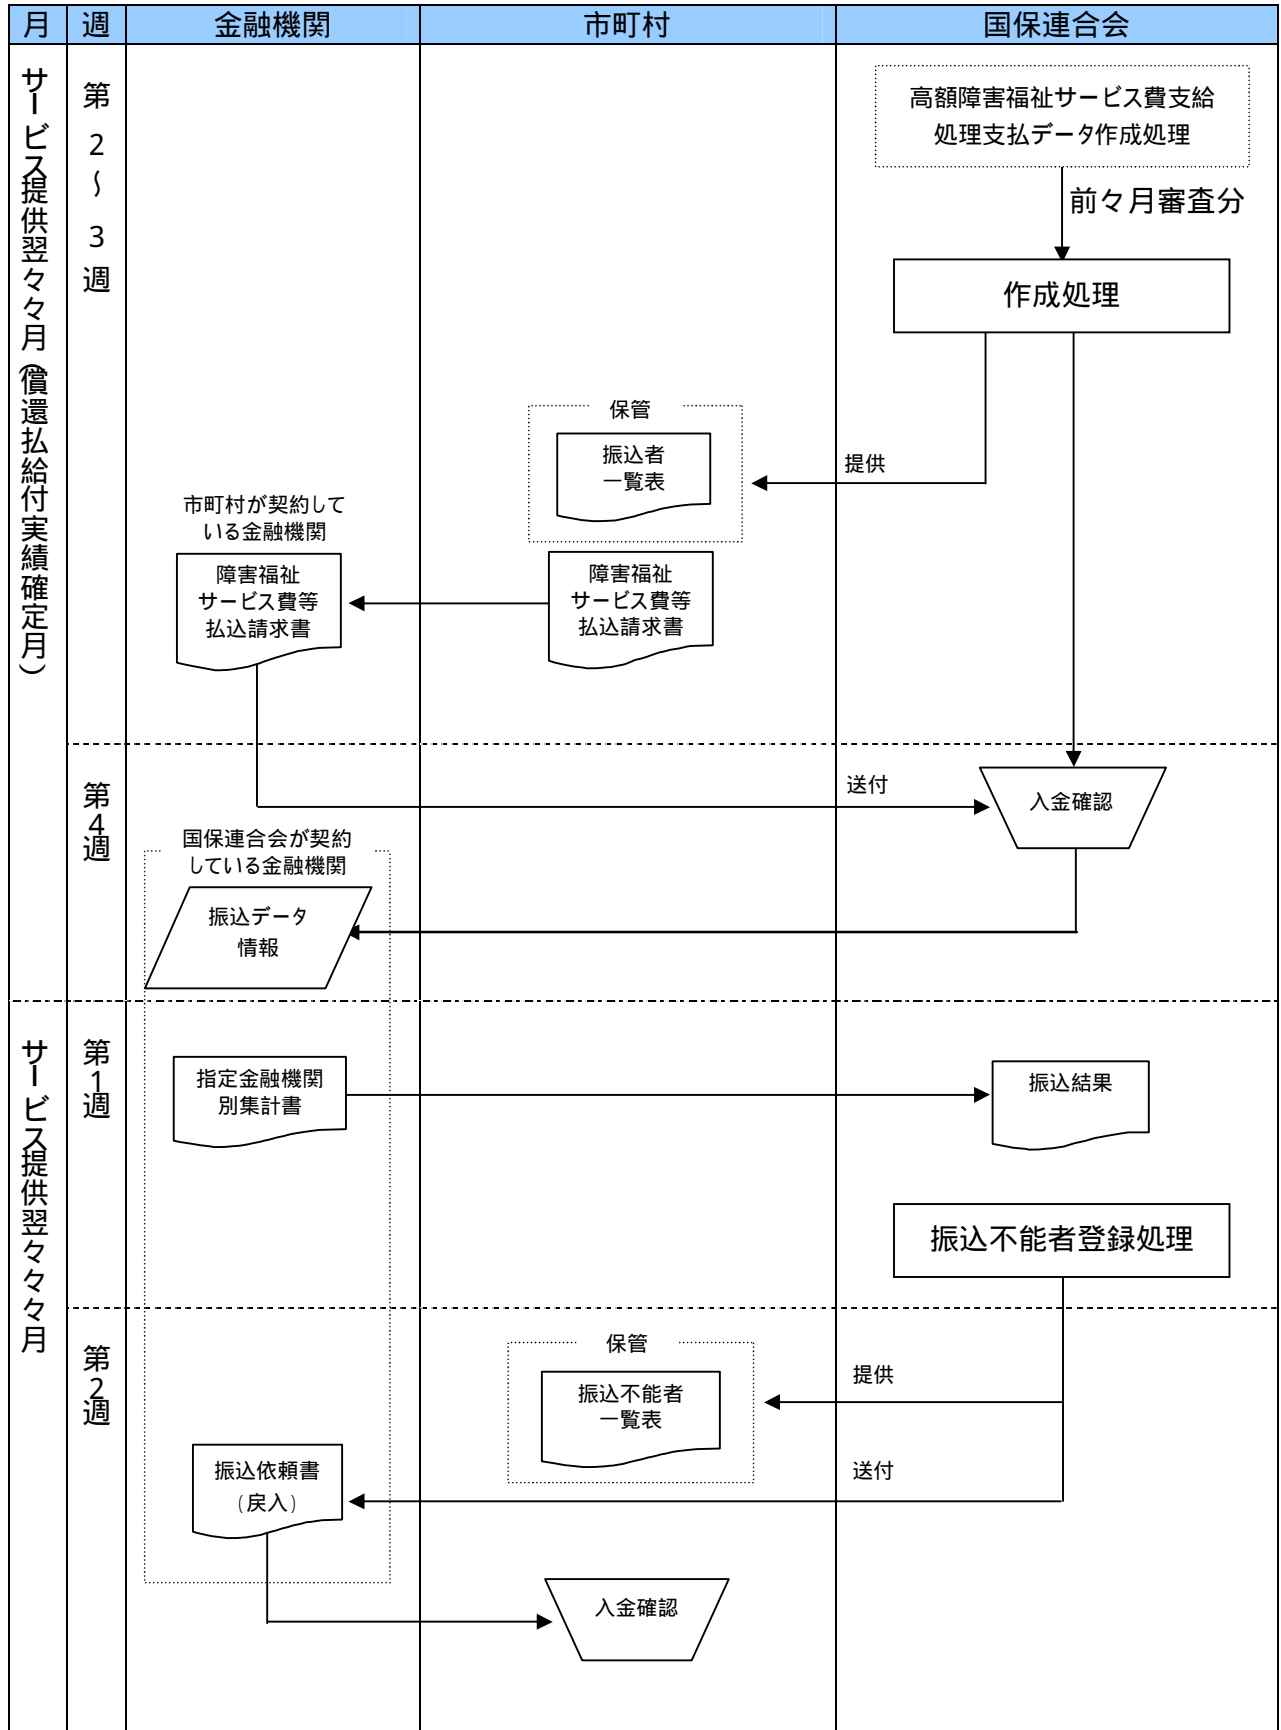 月
週
金融機関
市町村
国保連合会
サービス提供翌々々月(償還払給付実績確定月)
第2～3週
高額障害福祉サービス費支給
処理支払データ作成処理
前々月審査分
作成処理
保管
振込者
一覧表
提供
市町村が契約して
いる金融機関
障害福祉
サービス費等
払込請求書
障害福祉
サービス費等
払込請求書
第4週
送付
入金確認
国保連合会が契約
している金融機関
振込データ
情報
サービス提供翌々々々月
第1週
指定金融機関
別集計書
振込結果
振込不能者登録処理
第2週
保管
振込不能者
一覧表
提供
振込依頼書
(戻入)
送付
入金確認